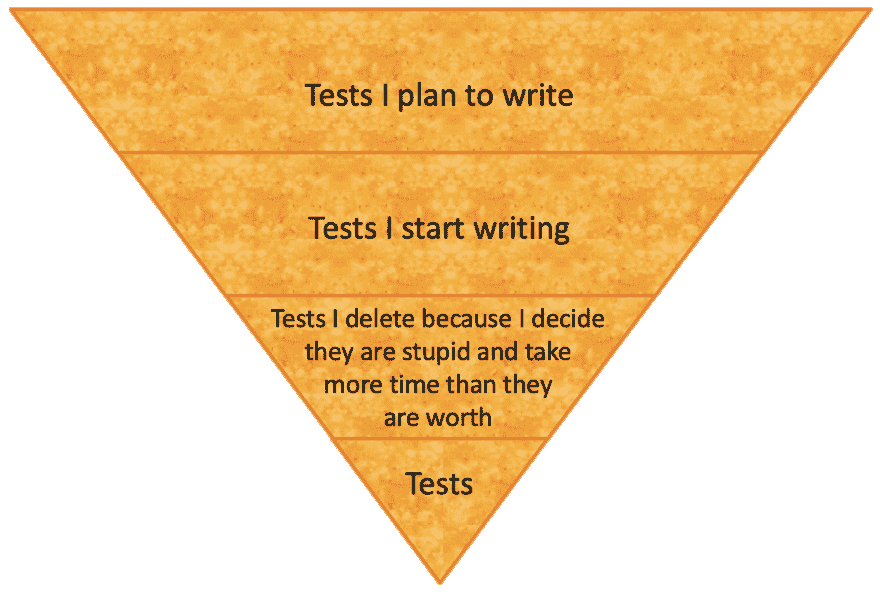 Tests I plan to write
Tests I start writing
Tests I delete because I decide
they are stupid and take
more time than they
are worth
Tests